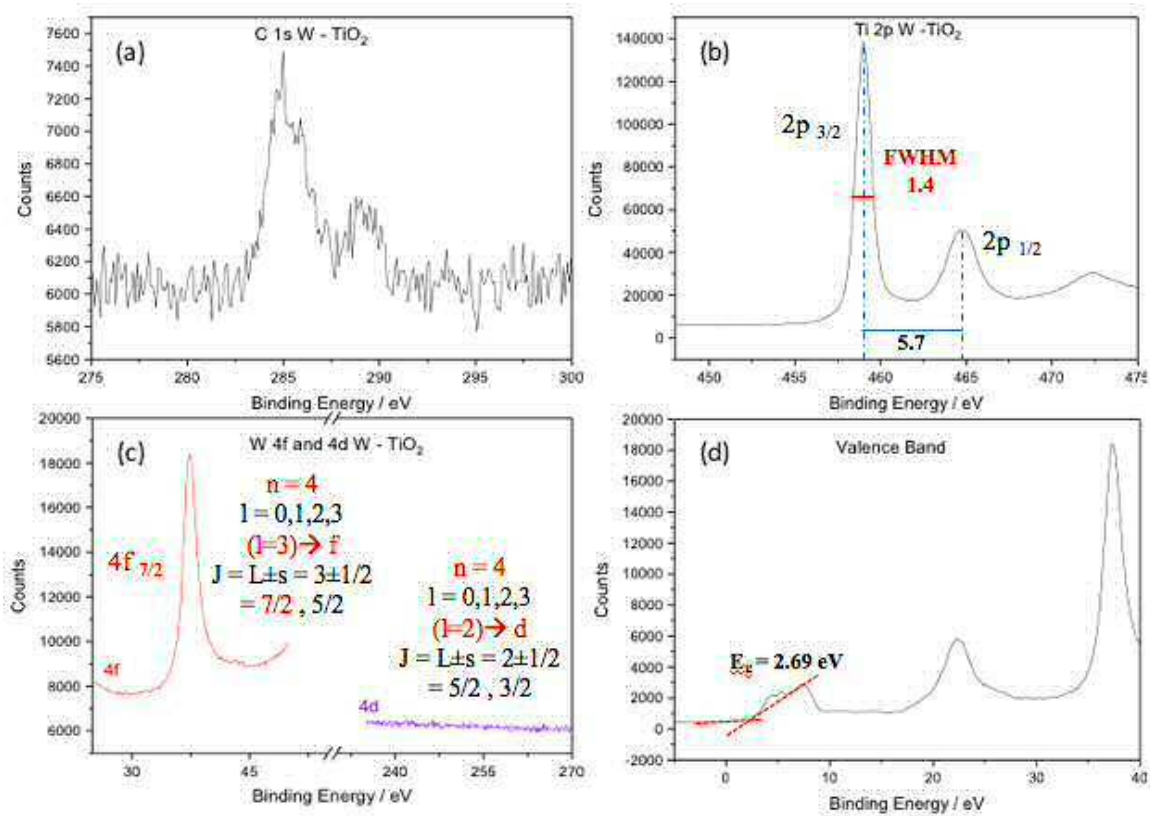 (a)
C 1s W - TiO2
7600
7400
7200
7000
6800
6600
6400
6200
6000
5800
5600
Counts
275 280 285 290 295 300
Binding Energy / eV
(b)
Ti 2p W -TiO2
140000
120000
100000
80000
60000
40000
20000
0
Counts
2p 3/2
FWHM
1.4
2p 1/2
5.7
450 455 460 465 470 475
Binding Energy / eV
(c)
W 4f and 4d W - TiO2
20000
18000
16000
14000
12000
10000
8000
6000
Counts
4f 7/2
4f
n = 4
l = 0,1,2,3
(l=3)→ f
J = L±s = 3±1/2
= 7/2 , 5/2
n = 4
l = 0,1,2,3
(l=2)→ d
J = L±s = 2±1/2
= 5/2 , 3/2
4d
30 45 240 255 270
Binding Energy / eV
(d)
Valence Band
20000
18000
16000
14000
12000
10000
8000
6000
4000
2000
0
-2000
Counts
Eg = 2.69 eV
0 10 20 30 40
Binding Energy / eV